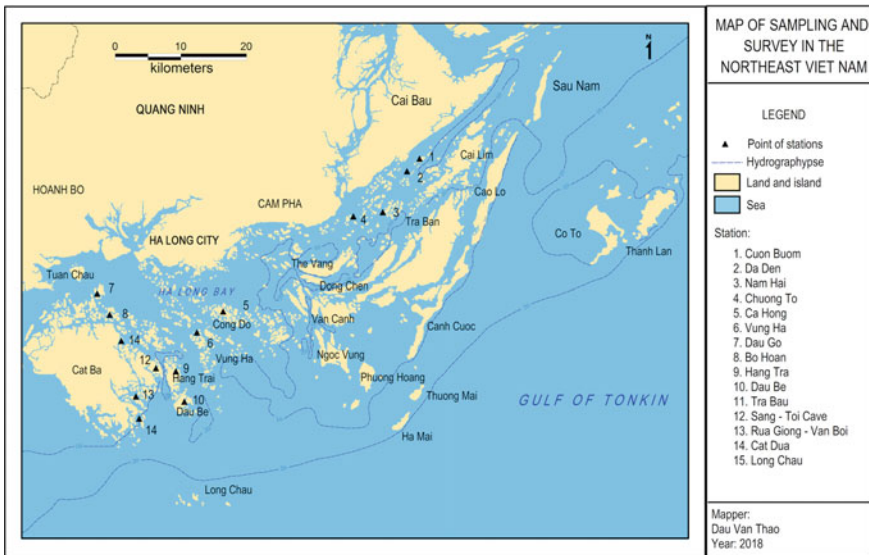 MAP OF SAMPLING AND
SURVEY IN THE
NORTHEAST VIET NAM
LEGEND
Point of stations
Hydrographypse
Land and island
Sea
Station:
1. Cuon Buom
2. Da Den
3. Nam Hai
4. Chuong To
5. Ca Hong
6. Vung Ha
7. Dau Go
8. Bo Hoan
9. Hang Tra
10. Dau Be
11. Tra Bau
12. Sang - Toi Cave
13. Rua Giong - Van Boi
14. Cat Dua
15. Long Chau
Mapper:
Dau Van Thao
Year: 2018
0 10 20
kilometers
N
1
Sau Nam
Cai Bau
QUANG NINH
1
Cai Lim
2
HOANH BO
Cao Lo
CAM PHA
4
3
Tra Ban
Co To
HA LONG CITY
Thanh Lan
The Vang
Tuan Chau
Dong Chen
7
HA LONG BAY
5
8
Cong Do
Van Canh
Canh Cuoc
6
14
Ngoc Vung
Vung Ha
12
9
Cat Ba
Hang Trai
Phuong Hoang
13
10
Thuong Mai
GULF OF TONKIN
Dau Be
14
Ha Mai
Long Chau